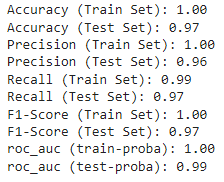 Accuracy (Train Set): 1.00
Accuracy (Test Set): 0.97
Precision (Train Set): 1.00
Precision (Test Set): 0.96
Recall (Train Set): 0.99
Recall (Test Set): 0.97
F1-Score (Train Set): 1.00
F1-Score (Test Set): 0.97
roc_auc (train-proba): 1.00
roc_auc (test-proba): 0.99